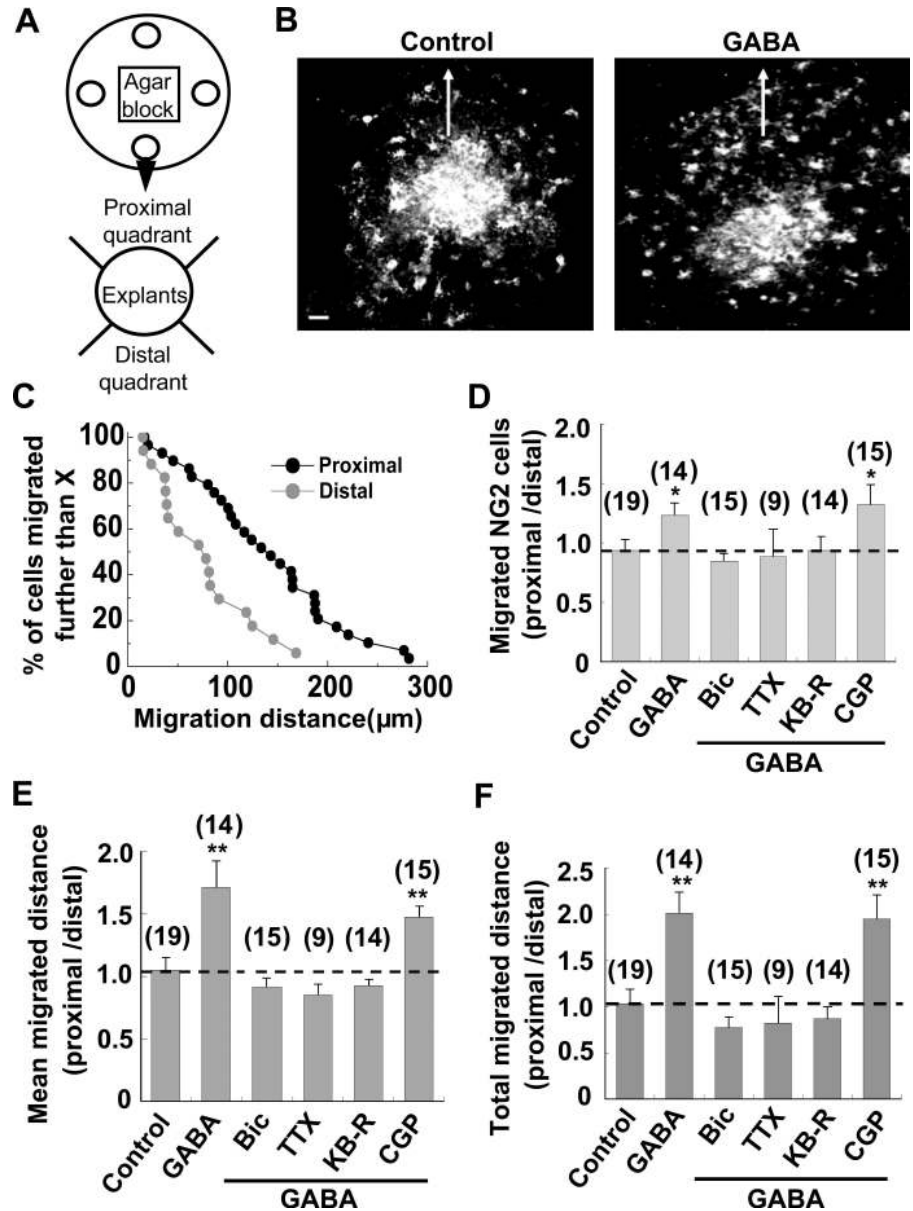 A
Agar
block
Proximal
quadrant
Explants
Distal
quadrant
B
Control
GABA
C
% of cells migrated
further than X
100
80
60
40
20
0
0
100
200
300
Migration distance(µm)
Proximal
Distal
D
Migrated NG2 cells
(proximal /distal)
2.0
1.5
1.0
0.5
0
(19)
(14)
*
(15)
(9)
(14)
(15)
*
Control
GABA
Bic
TTX
KB-R
CGP
GABA
E
Mean migrated distance
(proximal /distal)
2.0
1.5
1.0
0.5
0
(19)
(14)
**
(15)
(9)
(14)
(15)
**
Control
GABA
Bic
TTX
KB-R
CGP
GABA
F
Total migrated distance
(proximal /distal)
2.5
2.0
1.5
1.0
0.5
0
(19)
(14)
**
(15)
(9)
(14)
(15)
**
Control
GABA
Bic
TTX
KB-R
CGP
GABA